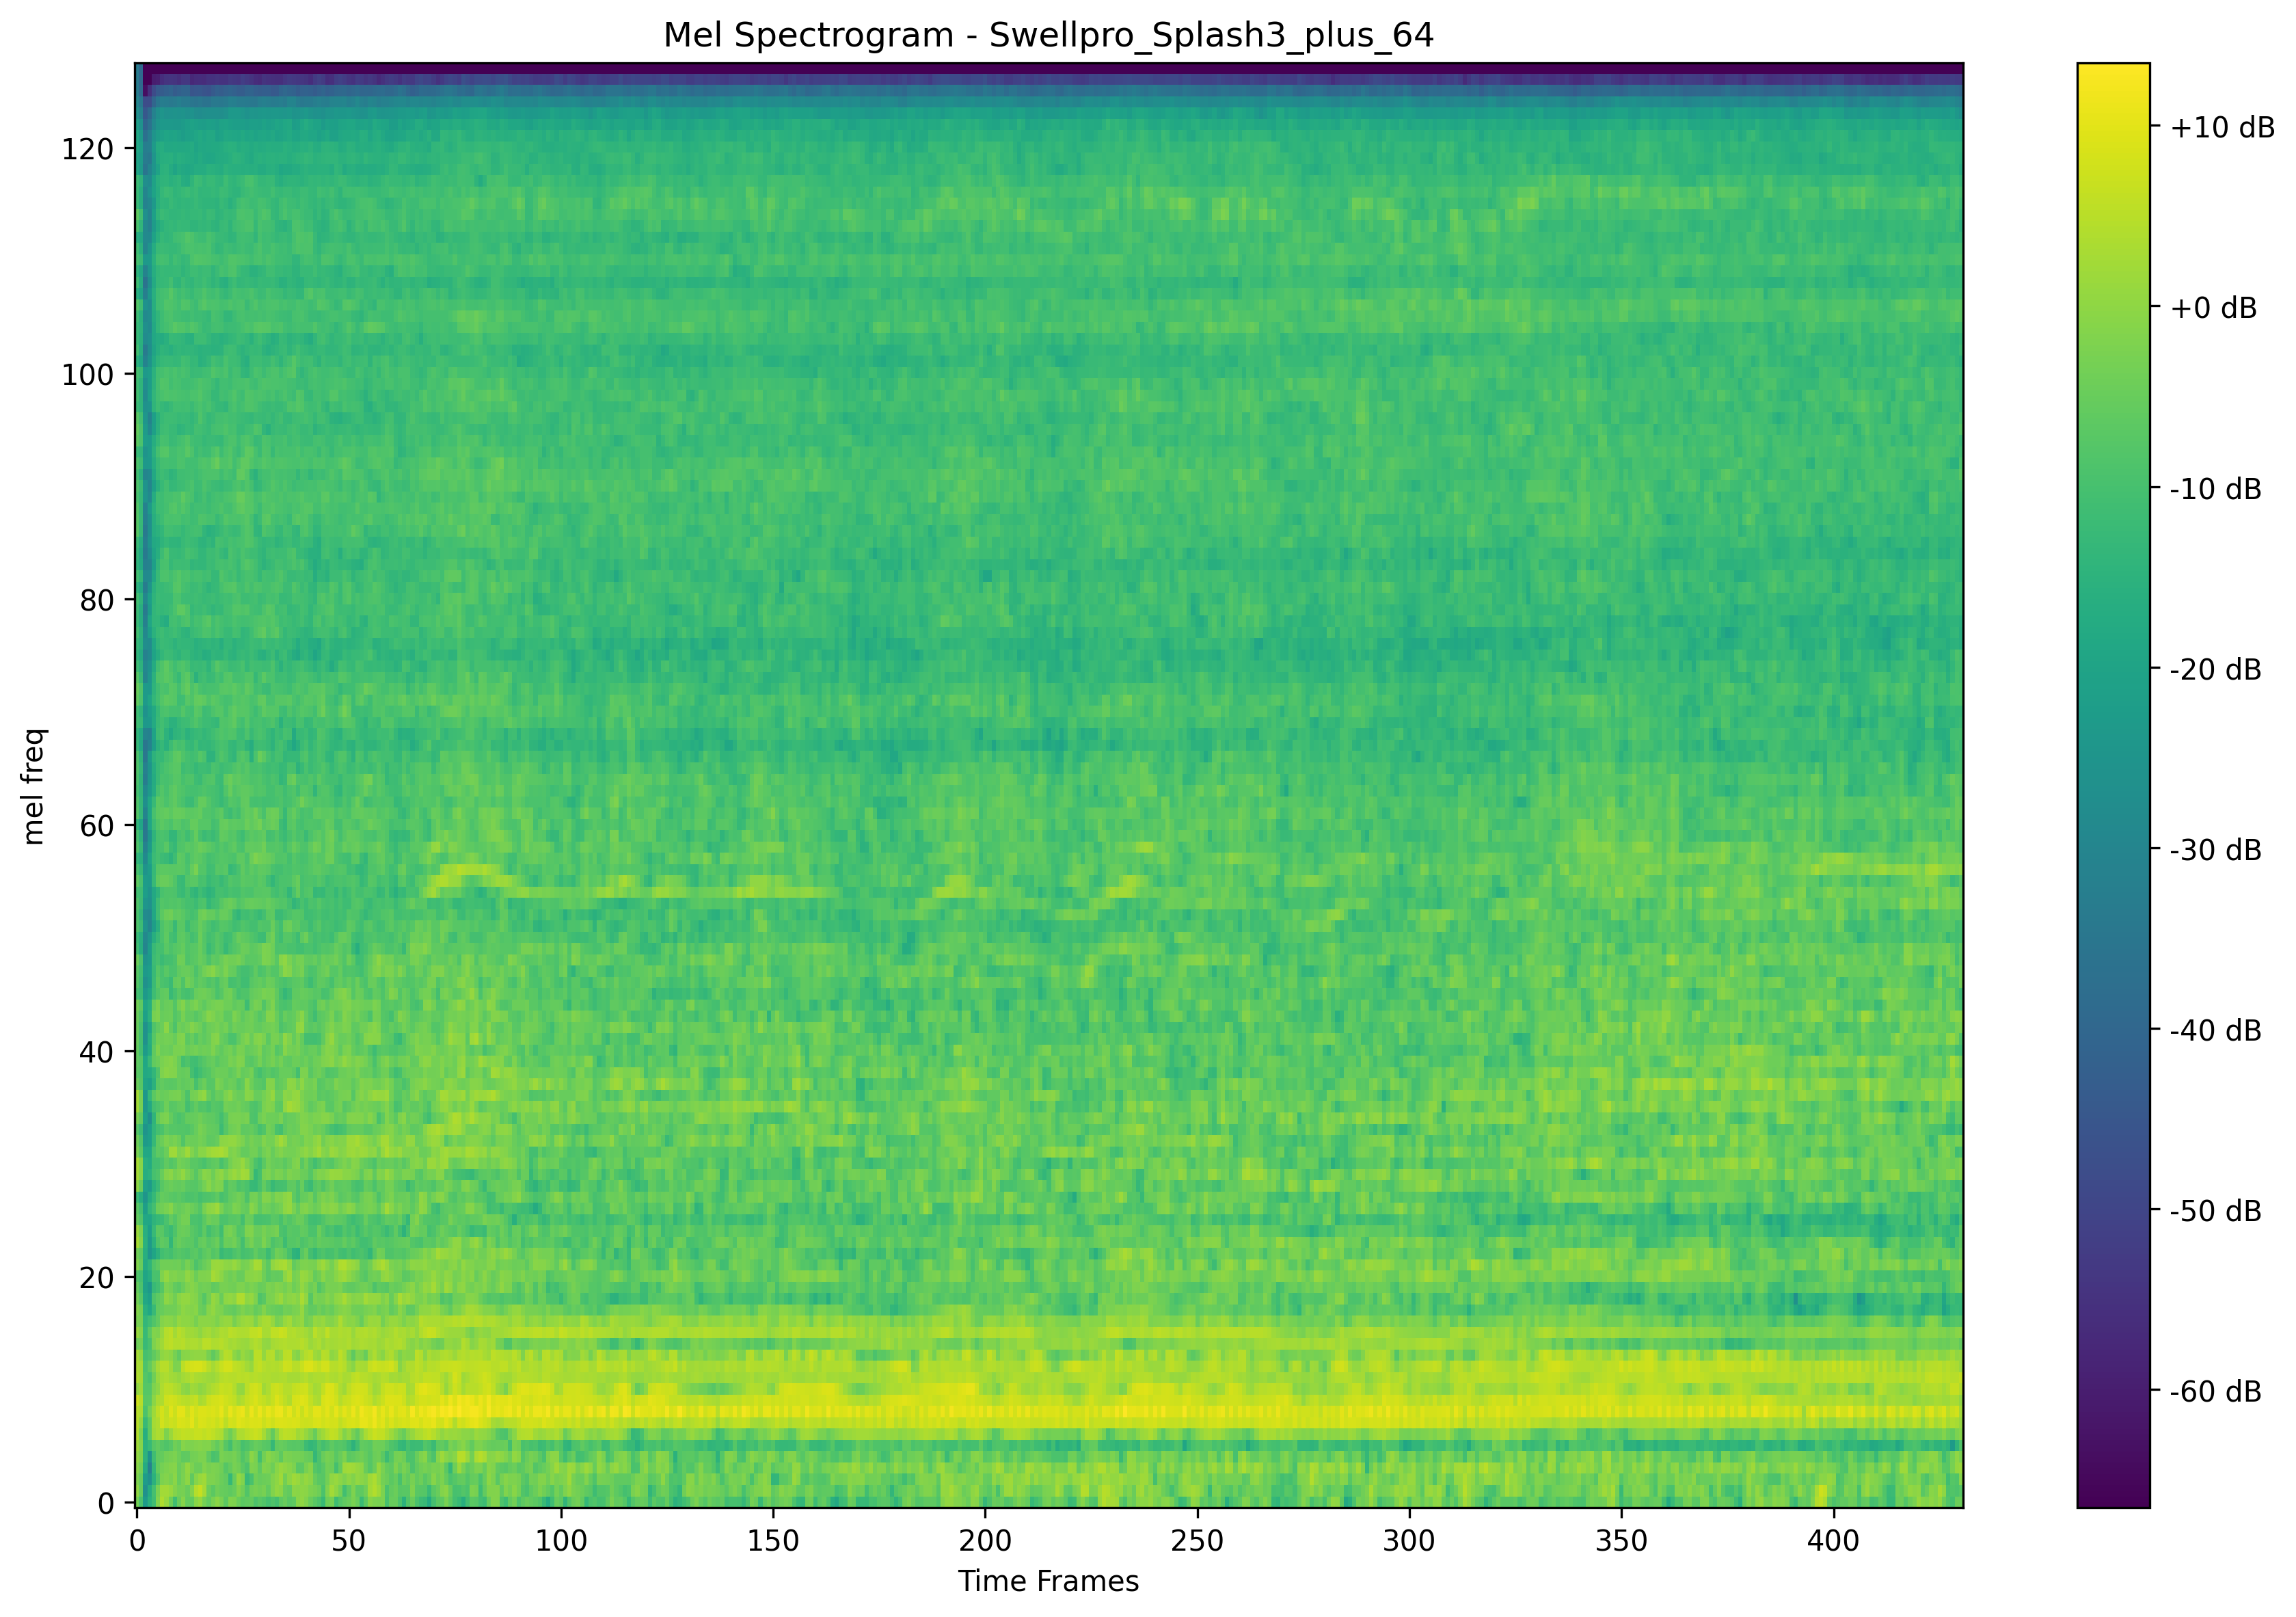 Mel Spectrogram - Swellpro_Splash3_plus_64
mel freq
120
100
80
60
40
20
0
0 50 100 150 200 250 300 350 400
Time Frames
+10 dB
+0 dB
-10 dB
-20 dB
-30 dB
-40 dB
-50 dB
-60 dB